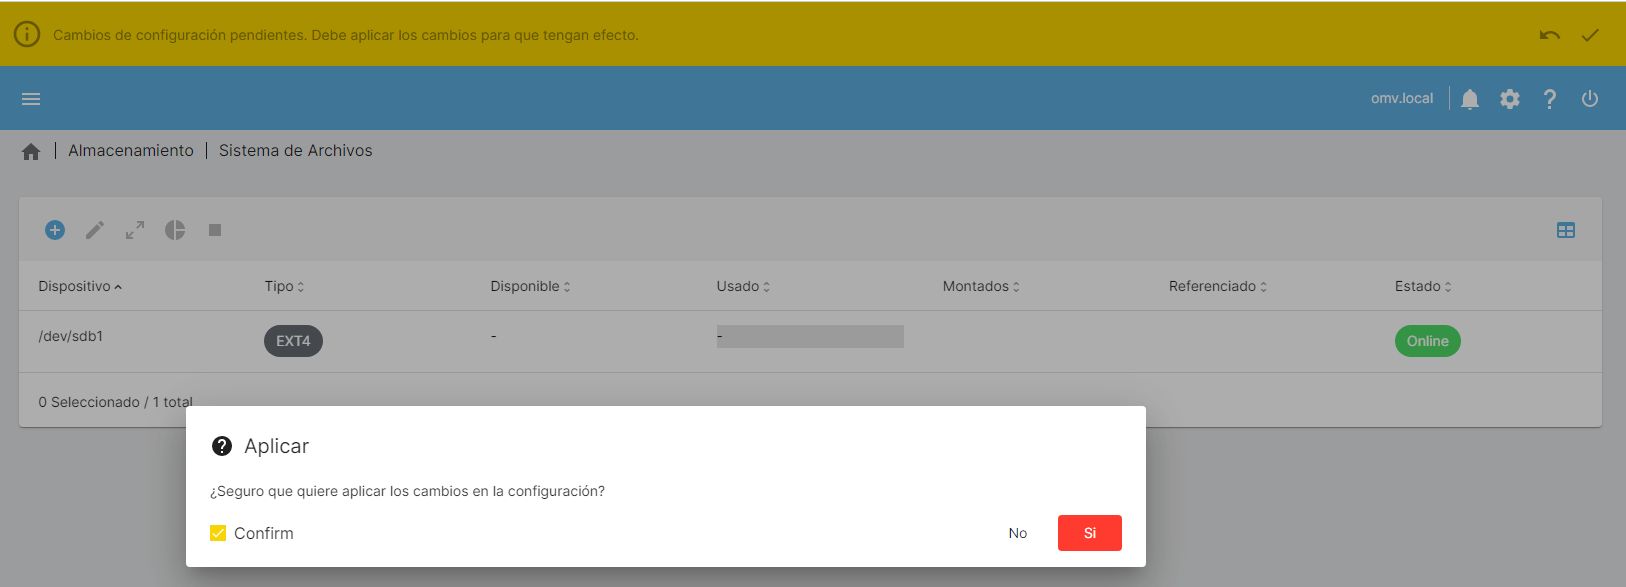 Cambios de configuración pendientes. Debe aplicar los cambios para que tengan efecto.
omv.local
Almacenamiento | Sistema de Archivos
Dispositivo Tipo Disponible Usado Montados Referenciado Estado
/dev/sdb1 EXT4 - - Online
0 Seleccionado / 1 total
Aplicar
¿Seguro que quiere aplicar los cambios en la configuración?
Confirm No Si